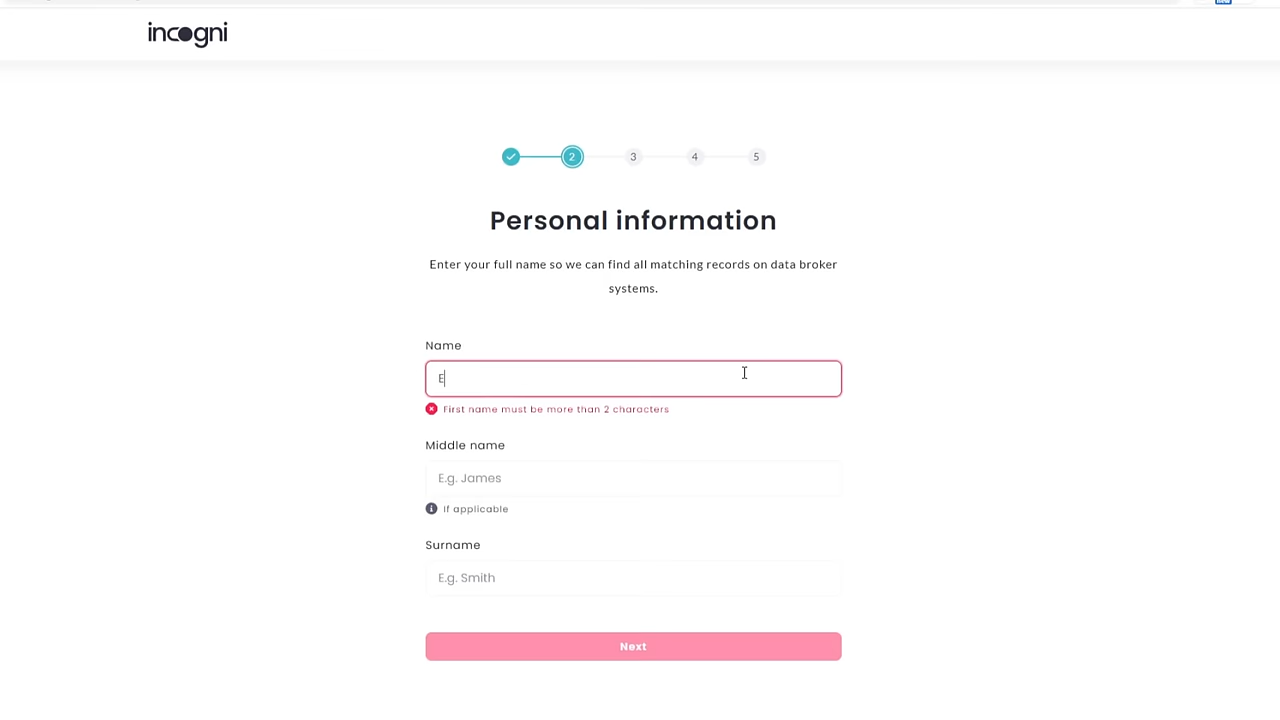 incogni
2
3
4
5
Personal information
Enter your full name so we can find all matching records on data broker
systems.
Name
E
First name must be more than 2 characters
Middle name
E.g. James
If applicable
Surname
E.g. Smith
Next